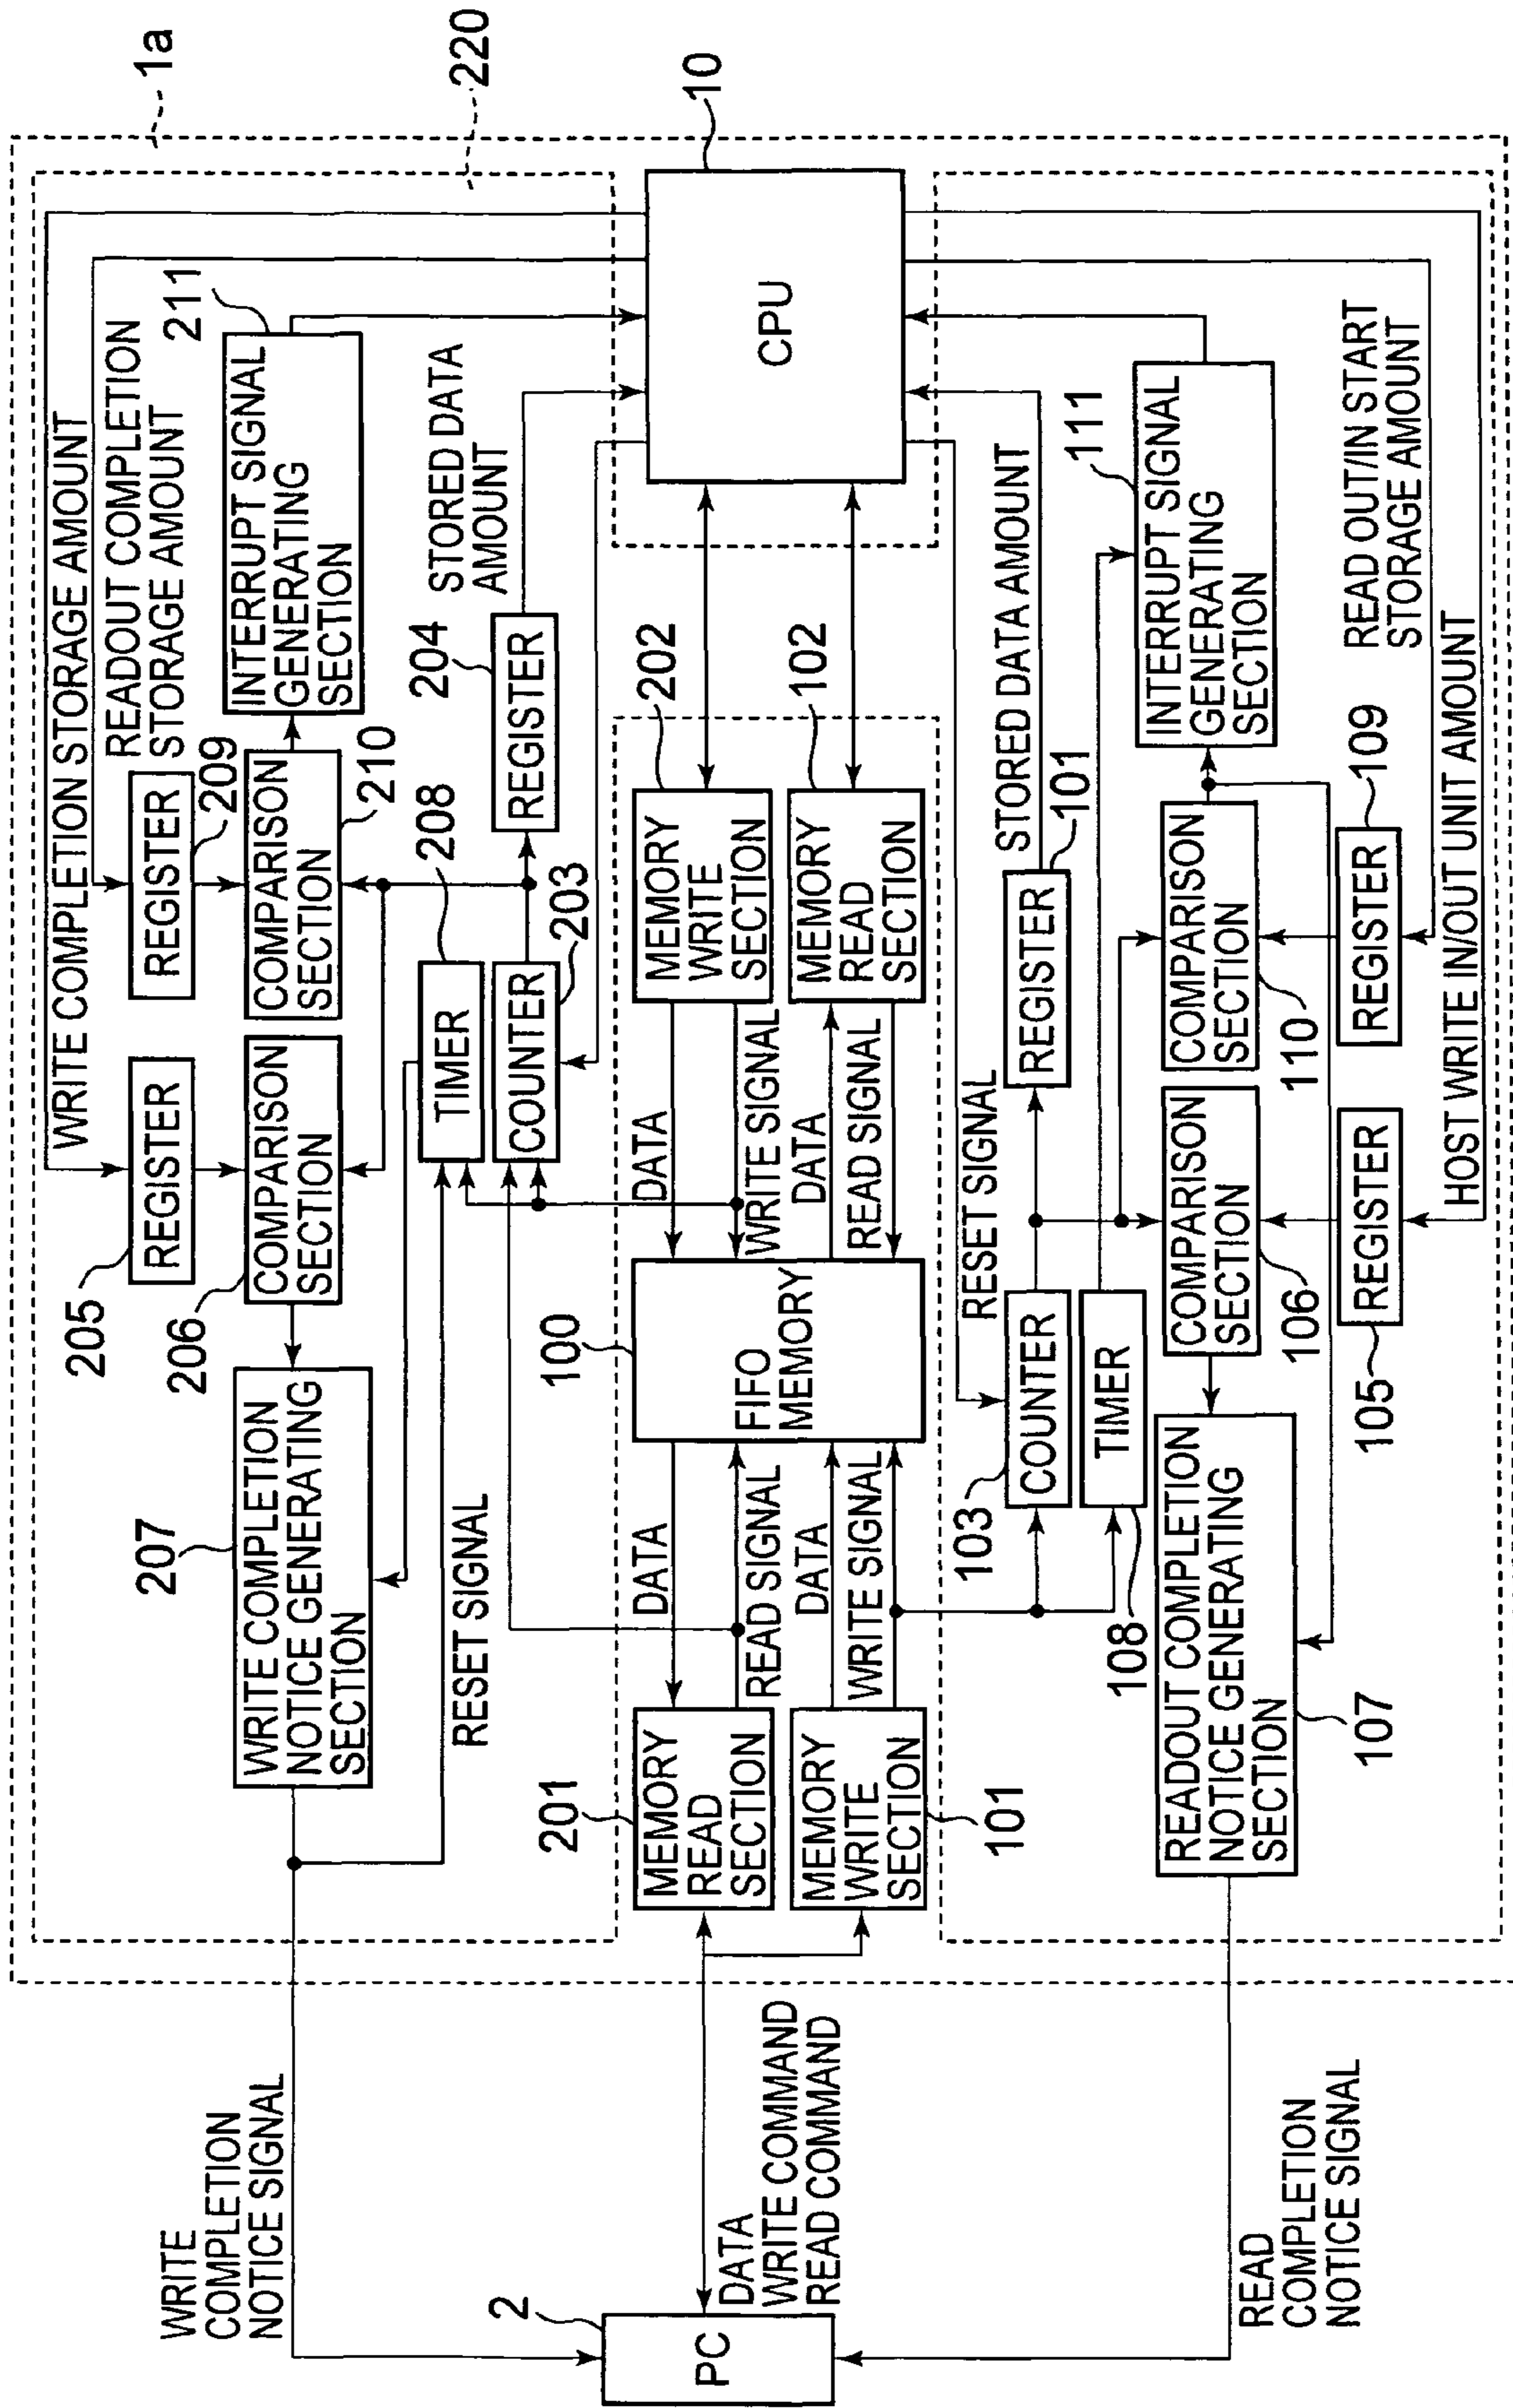 WRITE
COMPLETION
NOTICE SIGNAL
2
PC
DATA
WRITE COMMAND
READ COMMAND
READ
COMPLETION
NOTICE SIGNAL
1a
220
WRITE COMPLETION STORAGE AMOUNT
READOUT COMPLETION
STORAGE AMOUNT
205
REGISTER
REGISTER
209
206
COMPARISON
SECTION
COMPARISON
SECTION
210
INTERRUPT SIGNAL
GENERATING
SECTION
211
207
WRITE COMPLETION
NOTICE GENERATING
SECTION
RESET SIGNAL
TIMER
208
COUNTER
203
REGISTER
204
STORED DATA
AMOUNT
201
MEMORY
READ
SECTION
DATA
READ SIGNAL
MEMORY
WRITE
SECTION
101
DATA
WRITE SIGNAL
100
FIFO
MEMORY
DATA
WRITE SIGNAL
MEMORY
WRITE
SECTION
202
DATA
READ SIGNAL
MEMORY
READ
SECTION
102
CPU
10
RESET SIGNAL
103
COUNTER
TIMER
108
REGISTER
101
STORED DATA AMOUNT
READOUT COMPLETION
NOTICE GENERATING
SECTION
107
COMPARISON
SECTION
106
COMPARISON
SECTION
110
INTERRUPT SIGNAL
GENERATING
SECTION
111
REGISTER
105
REGISTER
109
READ OUT/IN START
STORAGE AMOUNT
HOST WRITE IN/OUT UNIT AMOUNT